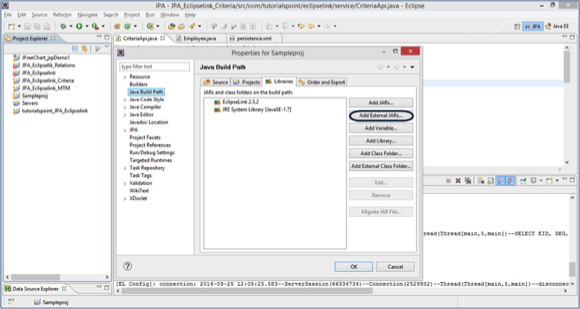 JPA - JPA_Eclipselink_Criteria/src/com/tutorialspoint/eclipselink/service/CriteriaApi.java - Eclipse
File Edit Source Refactor Navigate Search Project Run Window Help
JPA Java EE
Project Explorer
CriteriaApi.java Employee.java persistence.xml
JFreeChart_jspDemo1
JPA_Eclipselink_Relations
JPA_Eclipselink
JPA_Eclipselink_Criteria
JPA_Eclipselink_MTM
Sampleproj
Servers
tutorialspoint_JPA_Eclipselink
Properties for Sampleproj
type filter text
Resource
Builders
Java Build Path
Java Code Style
Java Compiler
Java Editor
Javadoc Location
JPA
Project Facets
Project References
Run/Debug Settings
Targeted Runtimes
Task Repository
Task Tags
Validation
WikiText
XDoclet
Java Build Path
Source Projects Libraries Order and Export
JARs and class folders on the build path:
EclipseLink 2.5.2
JRE System Library [JavaSE-1.7]
Add JARs...
Add External JARs...
Add Variable...
Add Library...
Add Class Folder...
Add External Class Folder...
Edit...
Remove
Migrate JAR File...
OK Cancel
read(Thread[main,5,main])--SELECT EID, DEG,
[EL Config]: connection: 2014-09-25 12:05:25.583--ServerSession(66334734)--Connection(2529932)--Thread(Thread[main,5,main])--disconnec
Data Source Explorer
Sampleproj